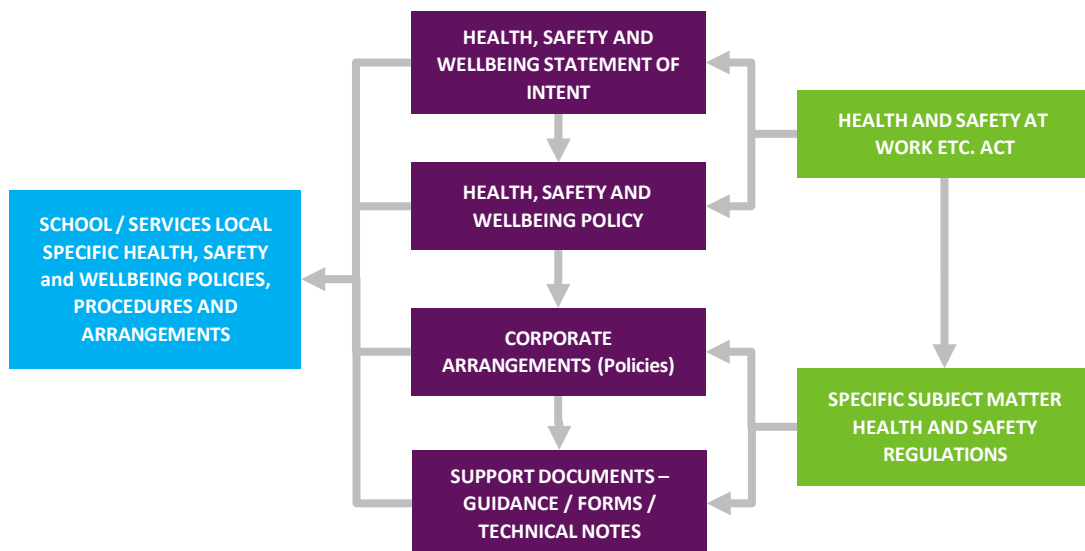 HEALTH, SAFETY AND
WELLBEING STATEMENT OF
INTENT
HEALTH AND SAFETY AT
WORK ETC. ACT
HEALTH, SAFETY AND
WELLBEING POLICY
SCHOOL / SERVICES LOCAL
SPECIFIC HEALTH, SAFETY
and WELLBEING POLICIES,
PROCEDURES AND
ARRANGEMENTS
CORPORATE
ARRANGEMENTS (Policies)
SPECIFIC SUBJECT MATTER
HEALTH AND SAFETY
REGULATIONS
SUPPORT DOCUMENTS –
GUIDANCE / FORMS /
TECHNICAL NOTES